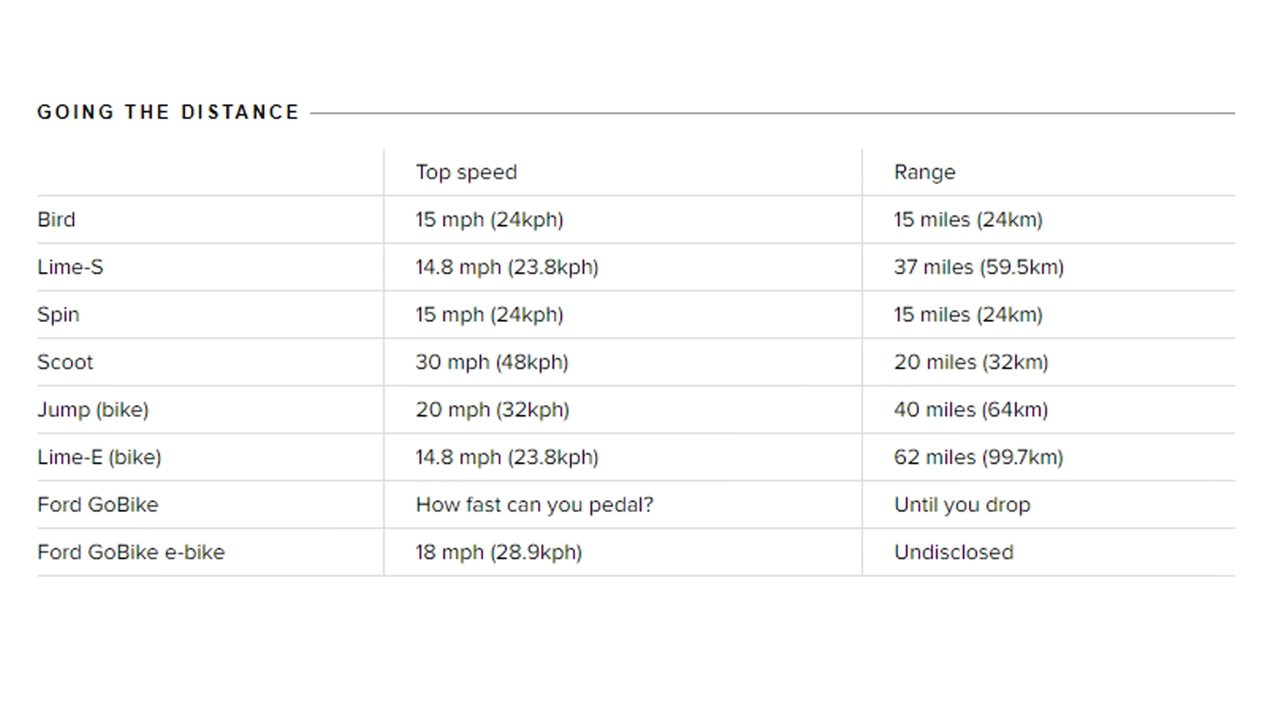 GOING THE DISTANCE
Top speed Range
Bird 15 mph (24kph) 15 miles (24km)
Lime-S 14.8 mph (23.8kph) 37 miles (59.5km)
Spin 15 mph (24kph) 15 miles (24km)
Scoot 30 mph (48kph) 20 miles (32km)
Jump (bike) 20 mph (32kph) 40 miles (64km)
Lime-E (bike) 14.8 mph (23.8kph) 62 miles (99.7km)
Ford GoBike How fast can you pedal? Until you drop
Ford GoBike e-bike 18 mph (28.9kph) Undisclosed